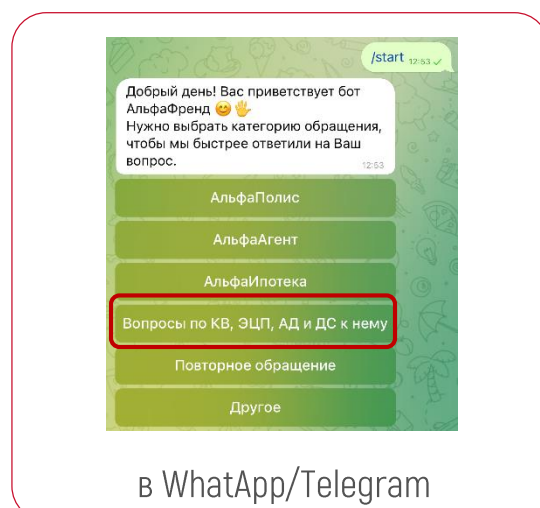 /start 12:53
Добрый день! Вас приветствует бот
АльфаФренд 😊🖐
Нужно выбрать категорию обращения,
чтобы мы быстрее ответили на Ваш
вопрос. 12:53
АльфаПолис
АльфаАгент
АльфаИпотека
Вопросы по КВ, ЭЦП, АД и ДС к нему
Повторное обращение
Другое
в WhatApp/Telegram